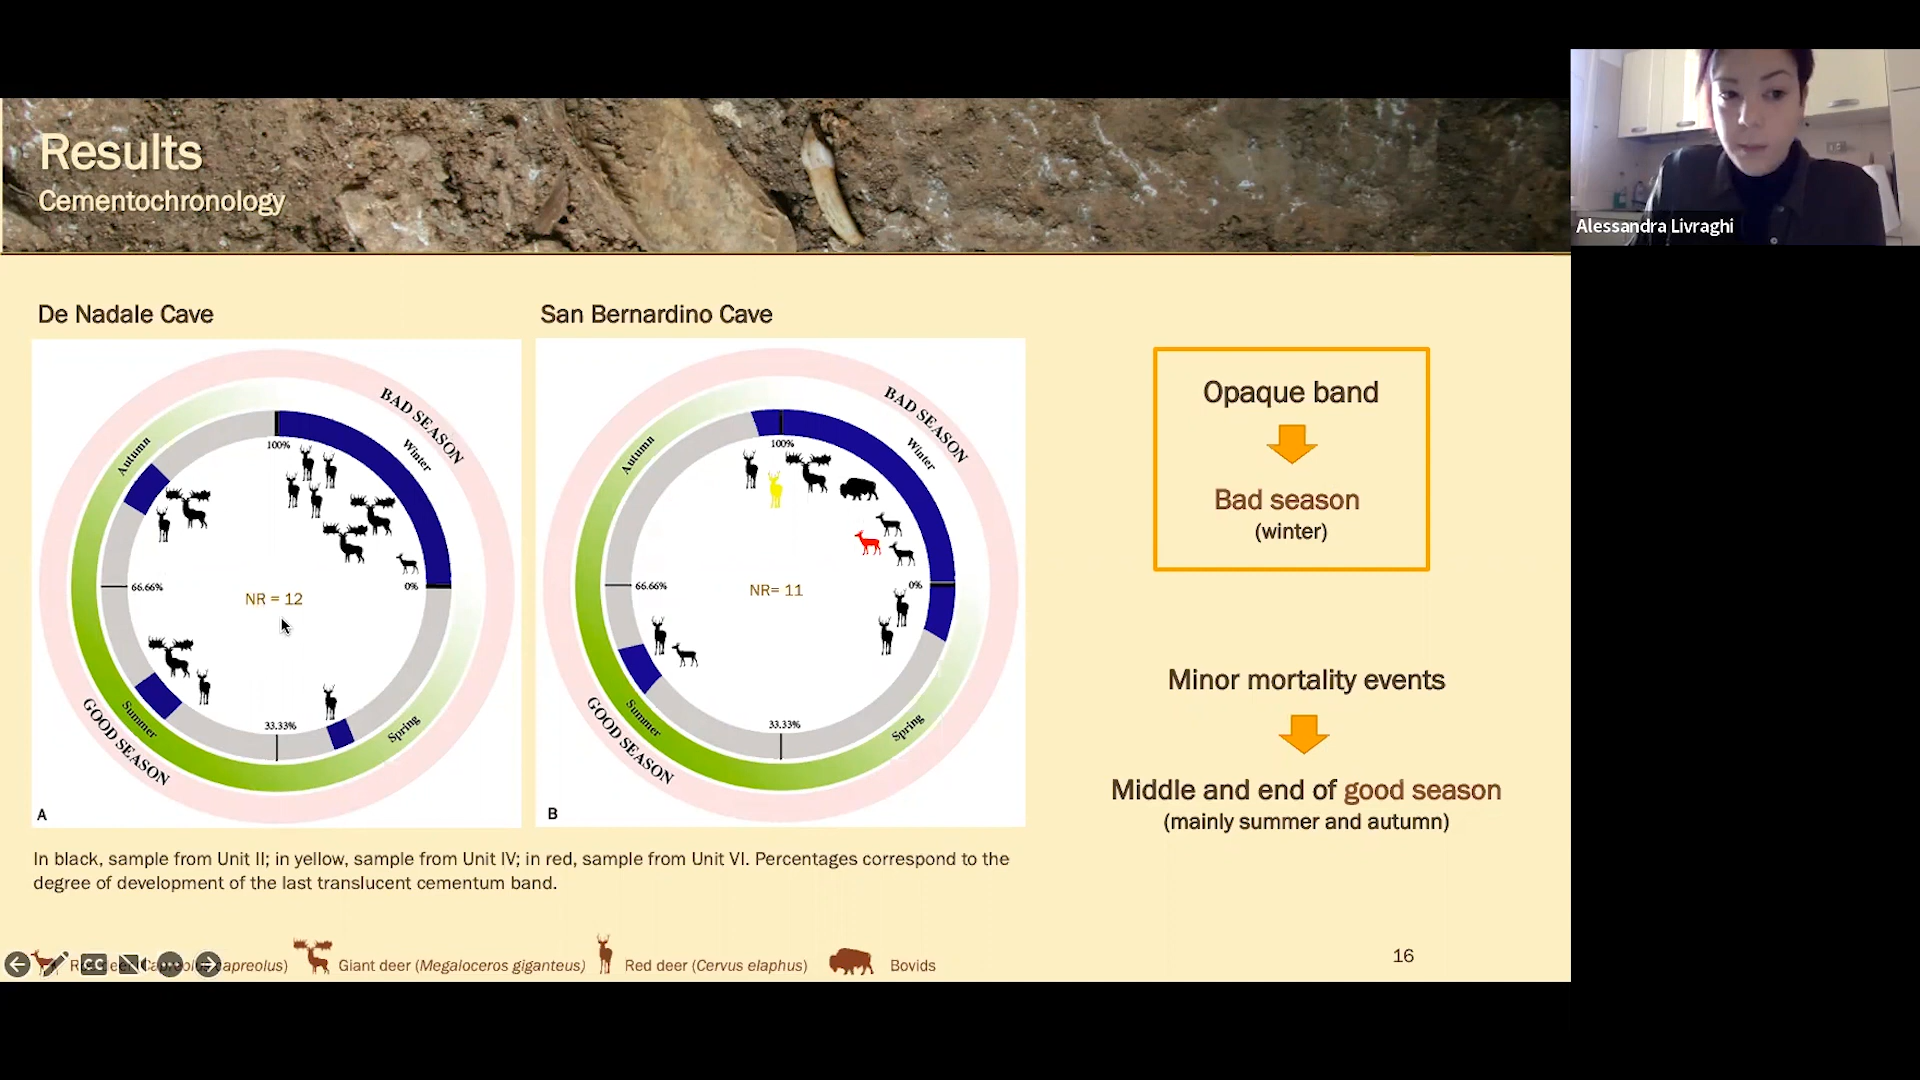 Results
Cementochronology
Alessandra Livraghi
De Nadale Cave
San Bernardino Cave
BAD SEASON
Winter
Autumn
100%
0%
66.66%
NR = 12
33.33%
Summer
Spring
GOOD SEASON
A
BAD SEASON
Winter
Autumn
100%
0%
66.66%
NR= 11
33.33%
Summer
Spring
GOOD SEASON
B
Opaque band
Bad season
(winter)
Minor mortality events
Middle and end of good season
(mainly summer and autumn)
In black, sample from Unit II; in yellow, sample from Unit IV; in red, sample from Unit VI. Percentages correspond to the
degree of development of the last translucent cementum band.
capreolus)
Giant deer (Megaloceros giganteus)
Red deer (Cervus elaphus)
Bovids
16